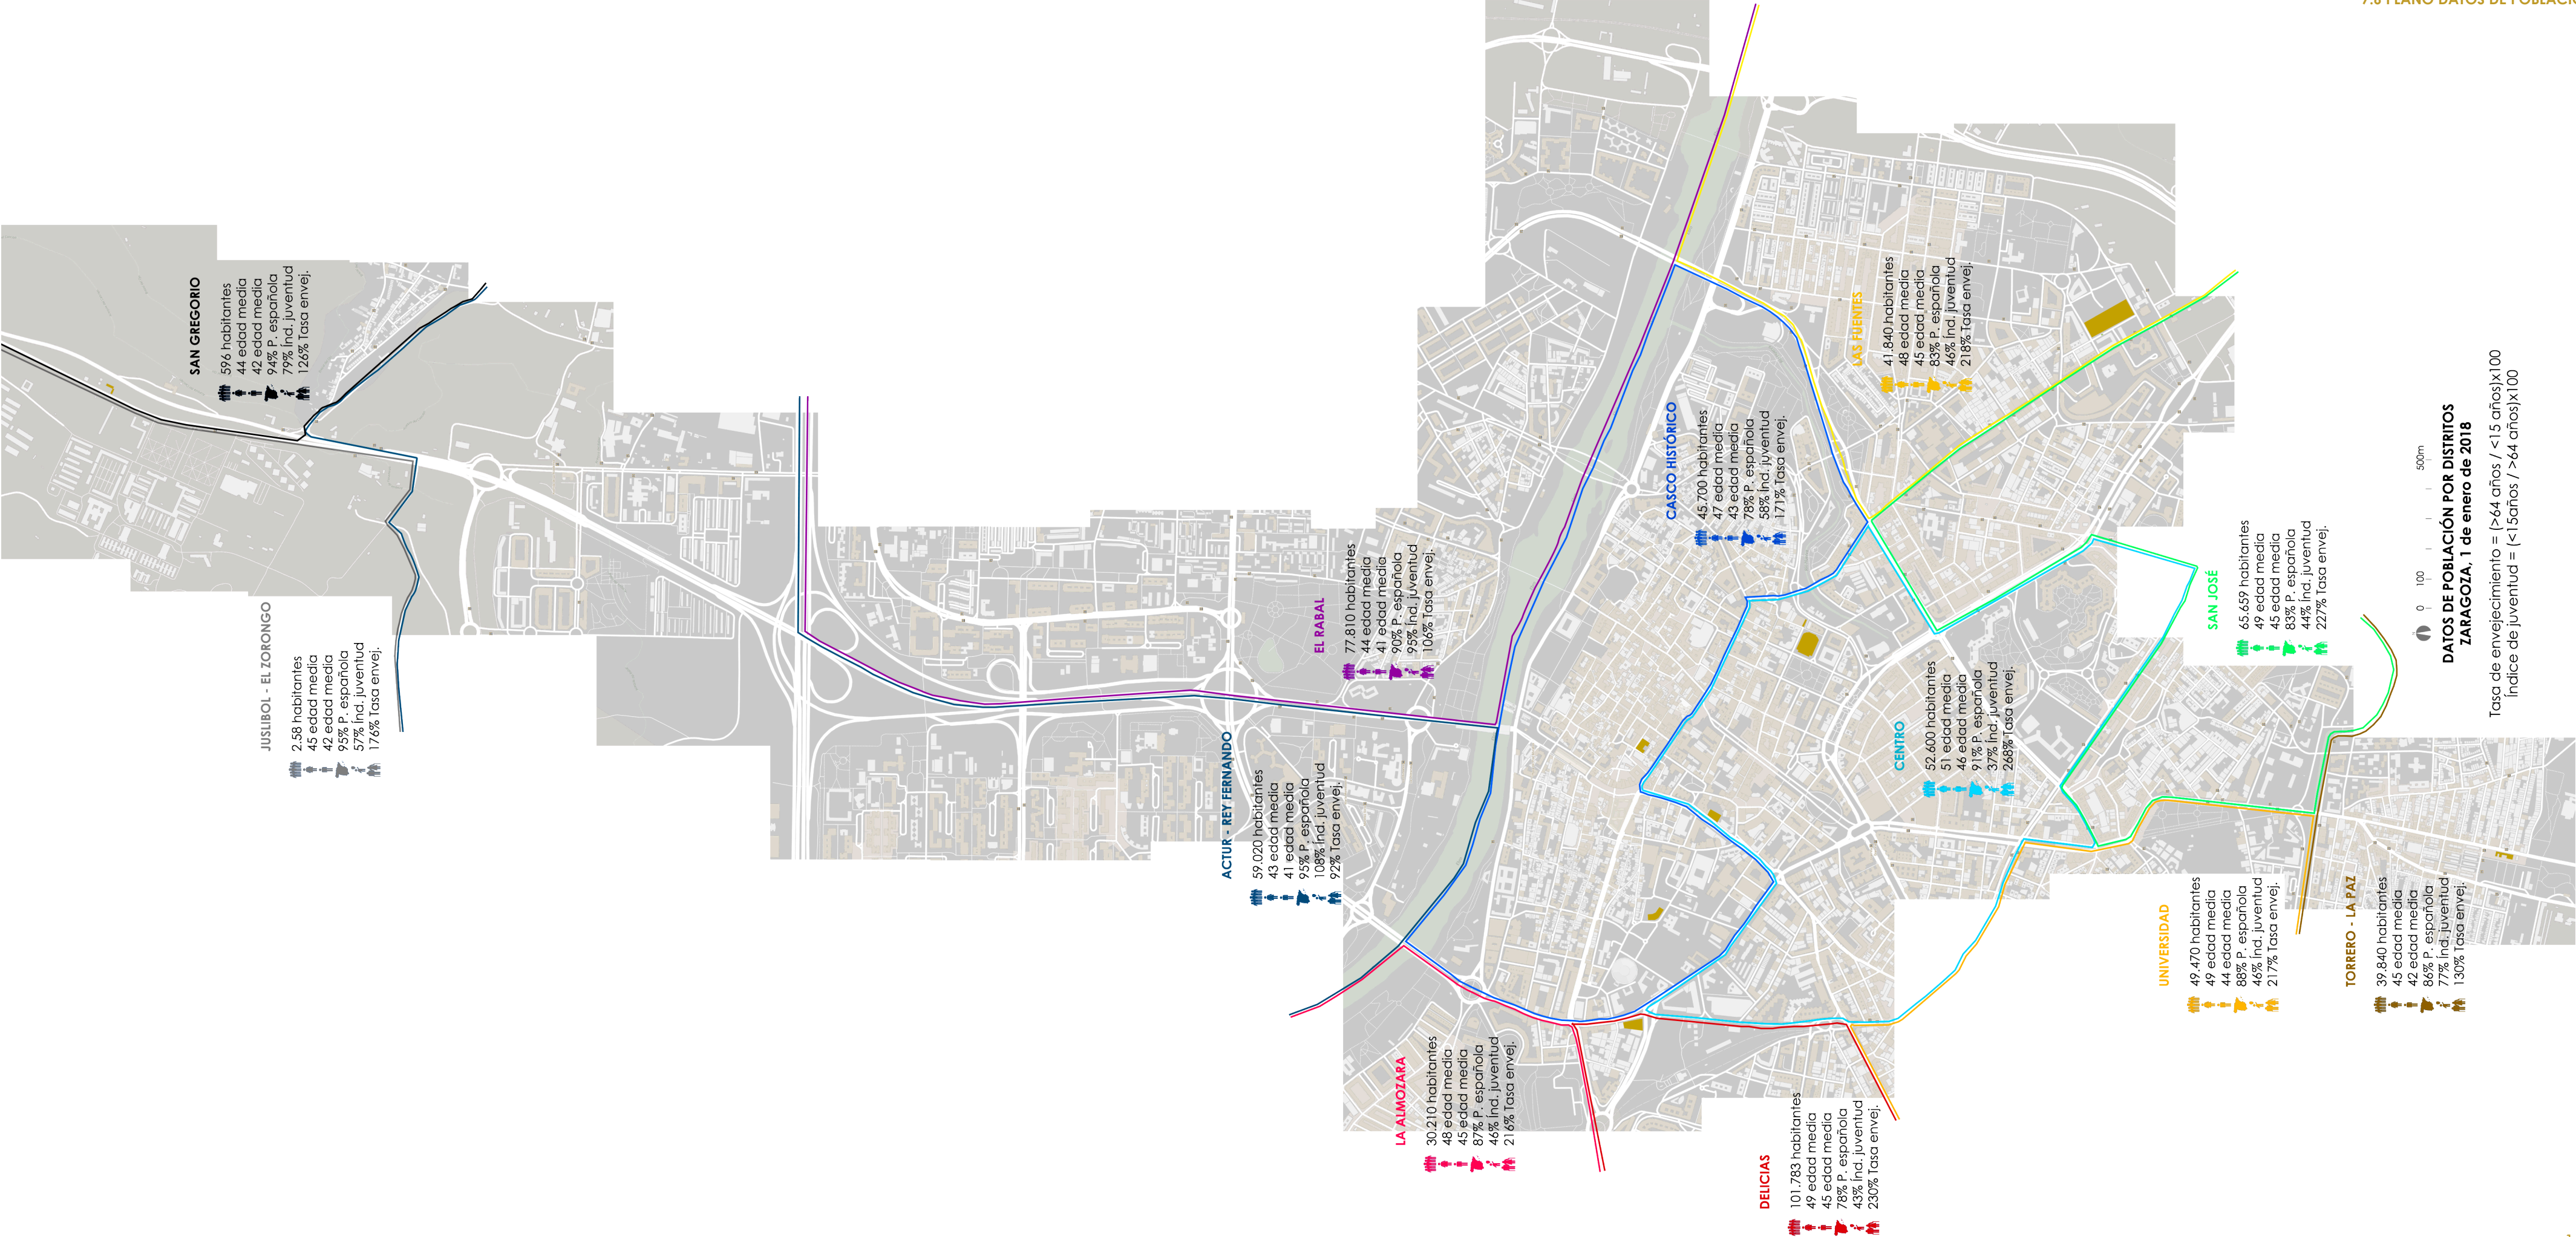 PLANO DATOS DE
SAN GREGORIO
596 habitantes
44 edad media
42 edad media
94% P. española
79% Índ. juventud
126% Tasa envej.
JUSLIBOL - EL ZORONGO
2.58 habitantes
45 edad media
42 edad media
95% P. española
57% Índ. juventud
176% Tasa envej.
ACTUR - REY FERNANDO
59.020 habitantes
43 edad media
41 edad media
95% P. española
108% Índ. juventud
92% Tasa envej.
EL RABAL
77.810 habitantes
44 edad media
41 edad media
90% P. española
95% Índ. juventud
106% Tasa envej.
LA ALMOZARA
30.210 habitantes
48 edad media
45 edad media
87% P. española
46% Índ. juventud
216% Tasa envej.
CASCO HISTÓRICO
45.700 habitantes
47 edad media
43 edad media
78% P. española
58% Índ. juventud
171% Tasa envej.
DELICIAS
101.783 habitantes
49 edad media
45 edad media
78% P. española
43% Índ. juventud
230% Tasa envej.
LAS FUENTES
41.840 habitantes
48 edad media
45 edad media
83% P. española
46% Índ. juventud
218% Tasa envej.
CENTRO
52.600 habitantes
51 edad media
46 edad media
91% P. española
37% Índ. juventud
268% Tasa envej.
UNIVERSIDAD
49.470 habitantes
49 edad media
44 edad media
88% P. española
46% Índ. juventud
217% Tasa envej.
SAN JOSÉ
65.659 habitantes
49 edad media
45 edad media
83% P. española
44% Índ. juventud
227% Tasa envej.
TORRERO - LA PAZ
39.840 habitantes
45 edad media
42 edad media
86% P. española
77% Índ. juventud
130% Tasa envej.
0 100 500m
DATOS DE POBLACIÓN POR DISTRITOS
ZARAGOZA, 1 de enero de 2018
Tasa de envejecimiento = (>64 años / <15 años)x100
Índice de juventud = (<15años / >64 años)x100